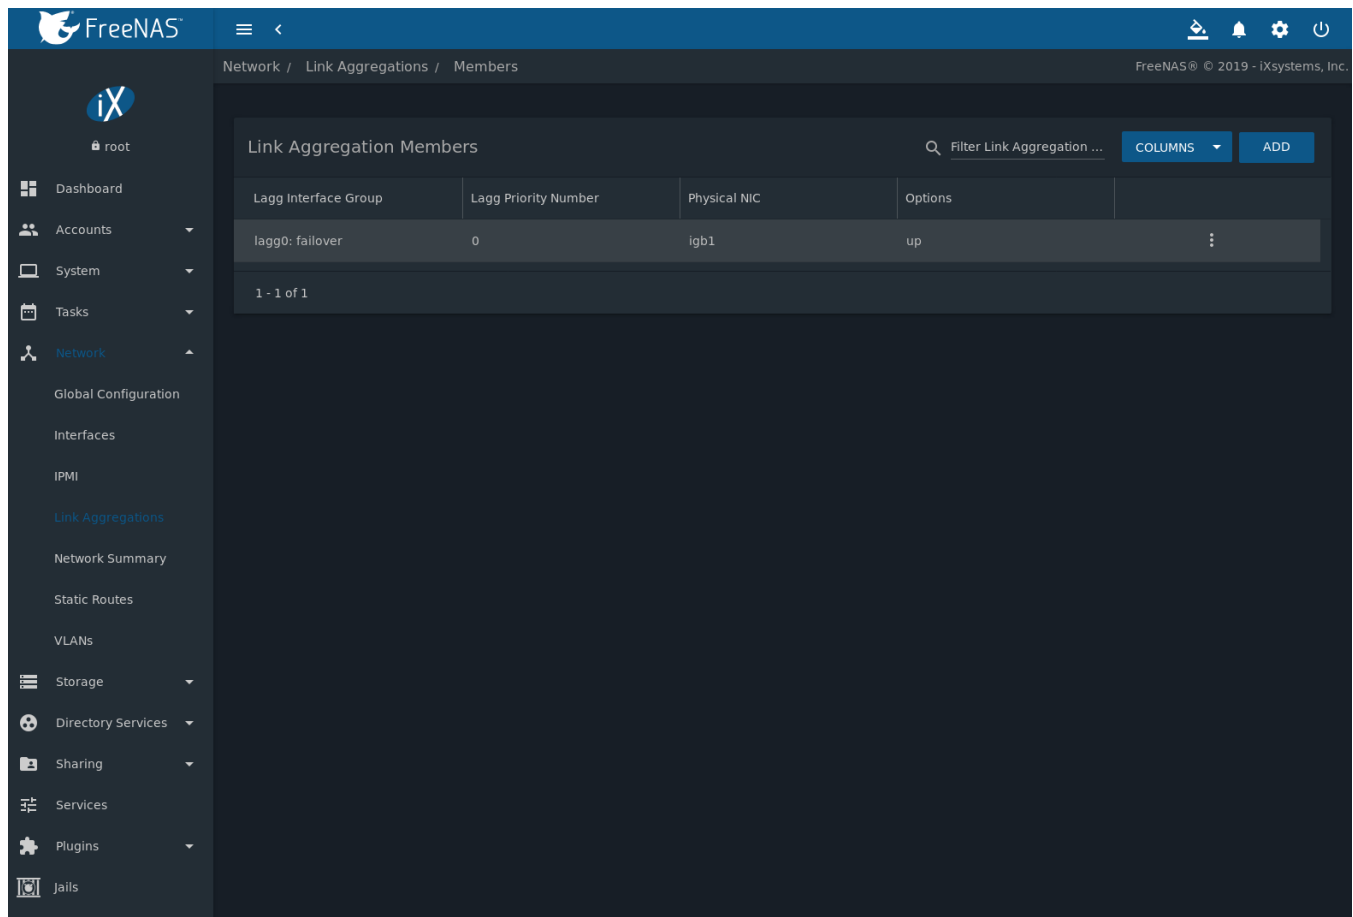 FreeNAS™
Network / Link Aggregations / Members
FreeNAS® © 2019 - iXsystems, Inc.
iX
root
Dashboard
Accounts
System
Tasks
Network
Global Configuration
Interfaces
IPMI
Link Aggregations
Network Summary
Static Routes
VLANs
Storage
Directory Services
Sharing
Services
Plugins
Jails
Link Aggregation Members
Filter Link Aggregation ...
COLUMNS
ADD
Lagg Interface Group Lagg Priority Number Physical NIC Options
lagg0: failover 0 igb1 up
1 - 1 of 1